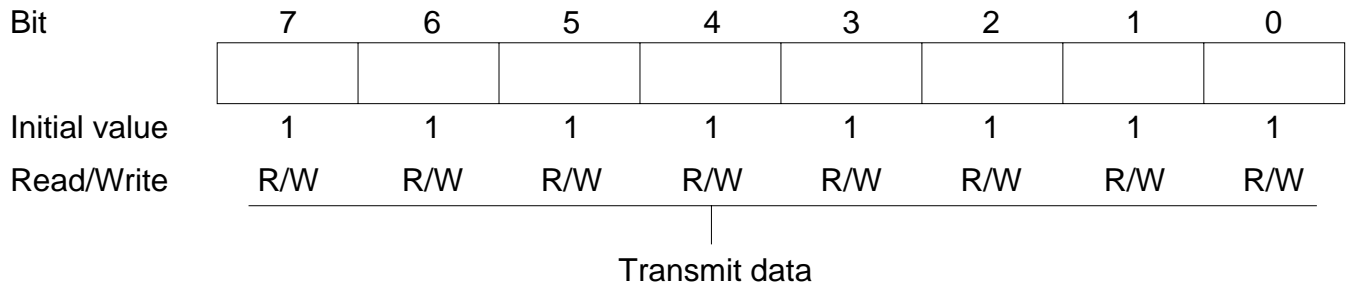 Bit 7 6 5 4 3 2 1 0
Initial value 1 1 1 1 1 1 1 1
Read/Write R/W R/W R/W R/W R/W R/W R/W R/W
Transmit data